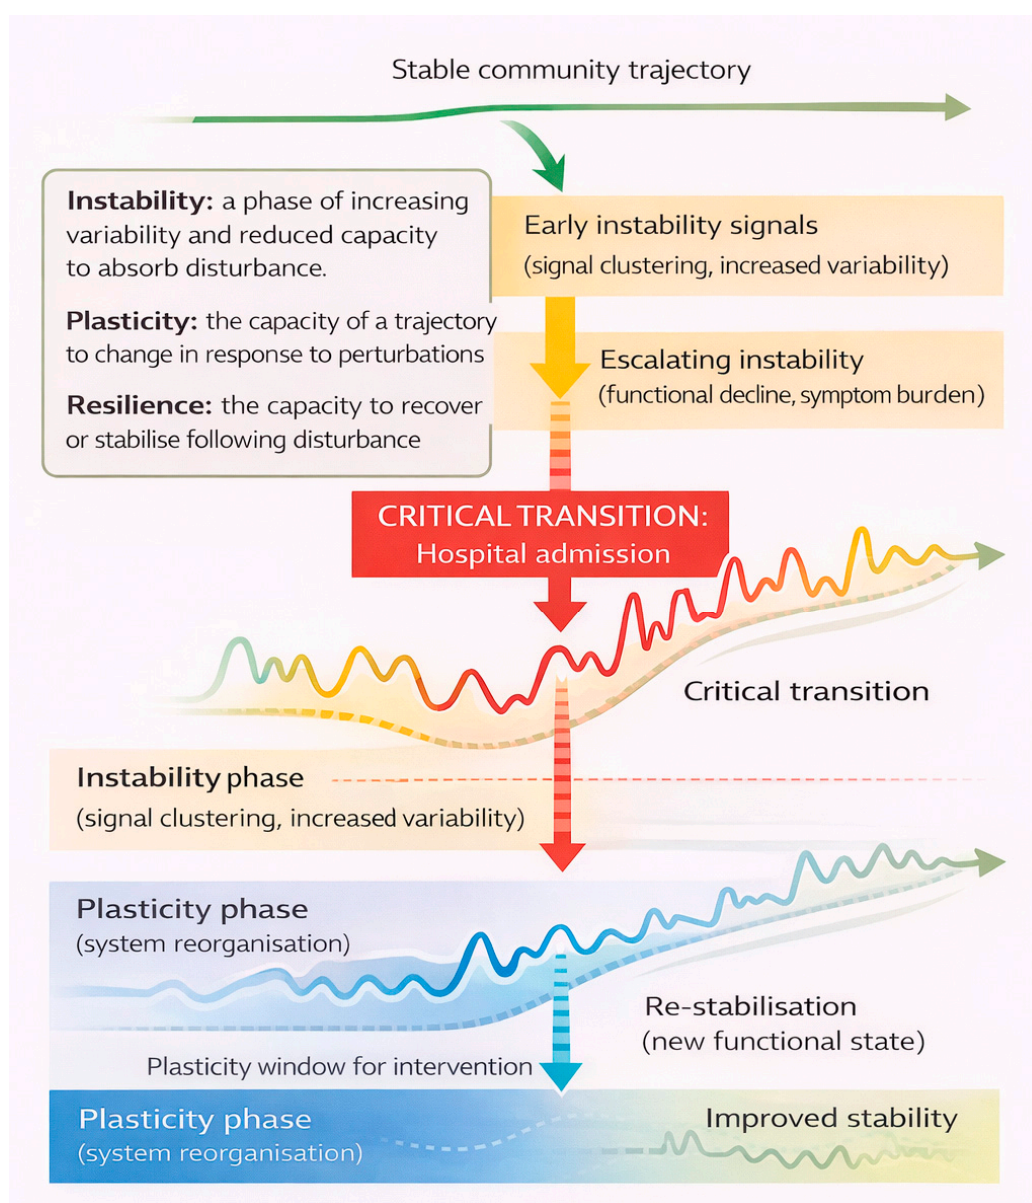 Stable community trajectory
Instability: a phase of increasing
variability and reduced capacity
to absorb disturbance.
Plasticity: the capacity of a trajectory
to change in response to perturbations
Resilience: the capacity to recover
or stabilise following disturbance
Early instability signals
(signal clustering, increased variability)
Escalating instability
(functional decline, symptom burden)
CRITICAL TRANSITION:
Hospital admission
Critical transition
Instability phase
(signal clustering, increased variability)
Plasticity phase
(system reorganisation)
Re-stabilisation
(new functional state)
Plasticity window for intervention
Plasticity phase
(system reorganisation)
Improved stability